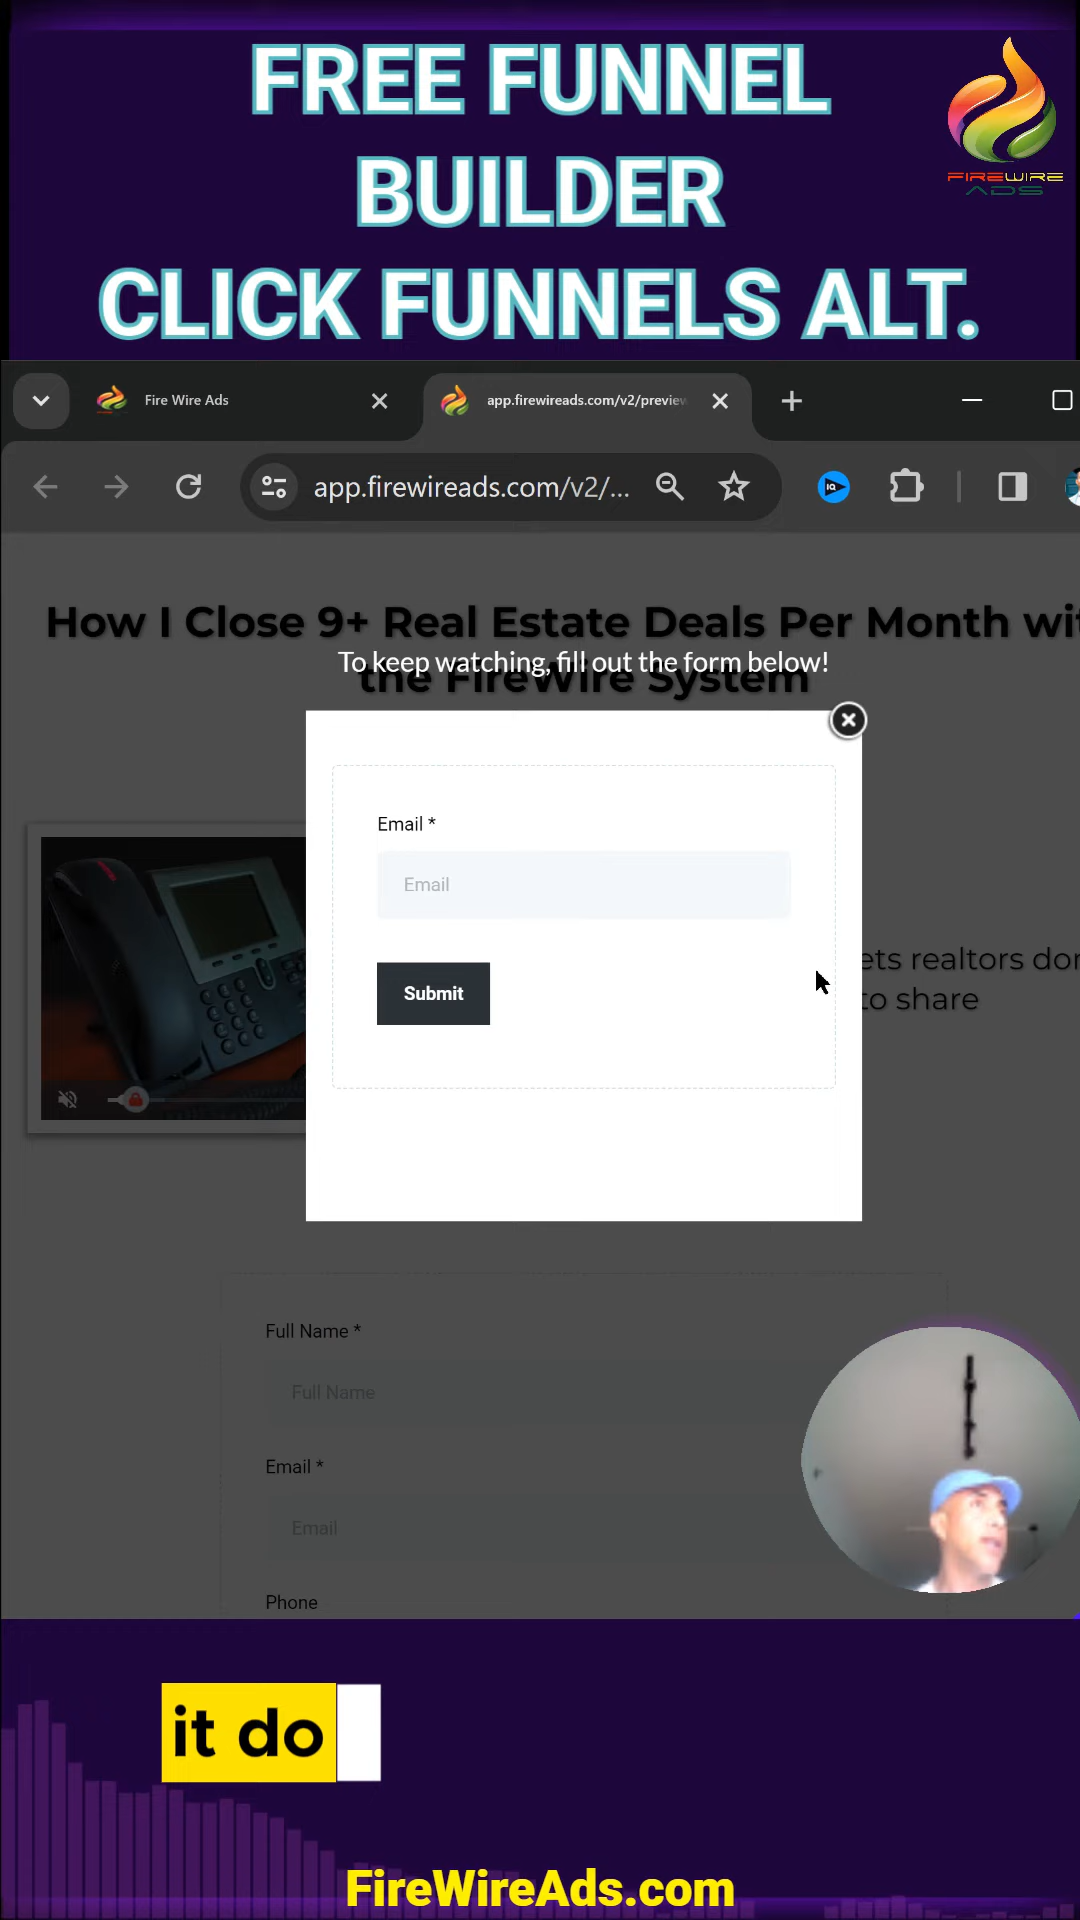 FREE FUNNEL
BUILDER
CLICK FUNNELS ALT.
FIREWIRE
ADS
Fire Wire Ads
app.firewireads.com/v2/preview
app.firewireads.com/v2/...
IQ
How I Close 9+ Real Estate Deals Per Month wit
the FireWire System
To keep watching, fill out the form below!
Email *
Email
Submit
ets realtors don
to share
Full Name *
Full Name
Email *
Email
Phone
it do
FireWireAds.com